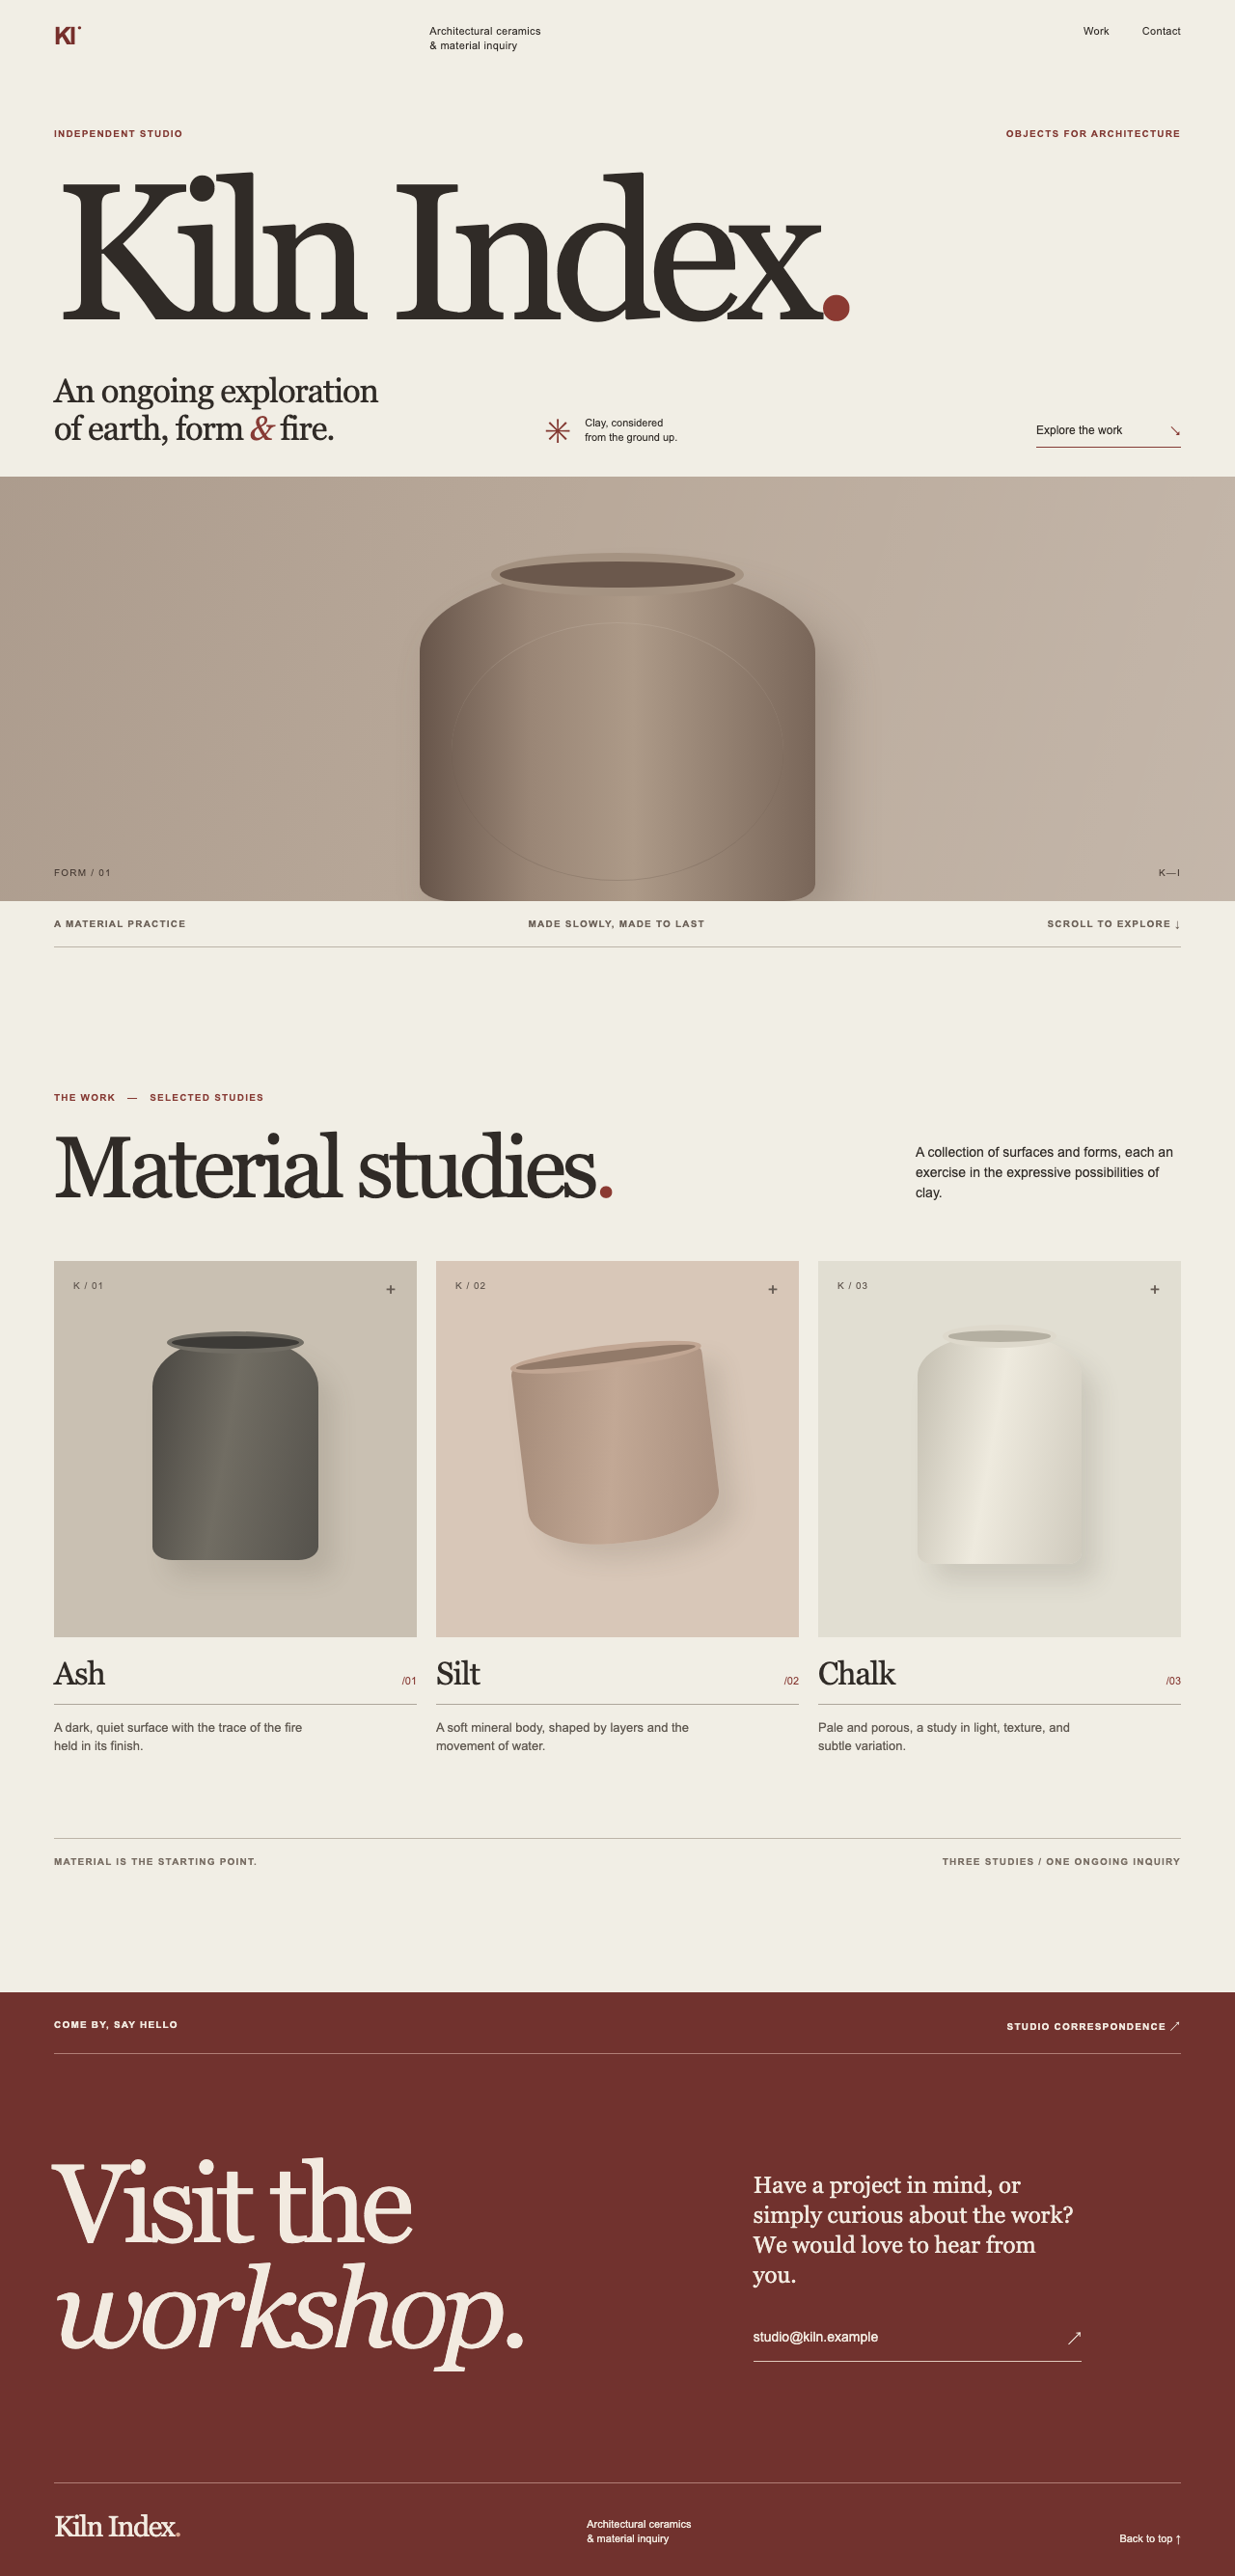 KI
Architectural ceramics
& material inquiry
Work
Contact
INDEPENDENT STUDIO
OBJECTS FOR ARCHITECTURE
Kiln Index.
An ongoing exploration
of earth, form & fire.
Clay, considered
from the ground up.
Explore the work ↘
FORM / 01
K—I
A MATERIAL PRACTICE
MADE SLOWLY, MADE TO LAST
SCROLL TO EXPLORE ↓
THE WORK — SELECTED STUDIES
Material studies.
A collection of surfaces and forms, each an
exercise in the expressive possibilities of
clay.
K / 01 +
K / 02 +
K / 03 +
Ash /01
A dark, quiet surface with the trace of the fire
held in its finish.
Silt /02
A soft mineral body, shaped by layers and the
movement of water.
Chalk /03
Pale and porous, a study in light, texture, and
subtle variation.
MATERIAL IS THE STARTING POINT.
THREE STUDIES / ONE ONGOING INQUIRY
COME BY, SAY HELLO
STUDIO CORRESPONDENCE ↗
Visit the
workshop.
Have a project in mind, or
simply curious about the work?
We would love to hear from
you.
studio@kiln.example ↗
Kiln Index.
Architectural ceramics
& material inquiry
Back to top ↑